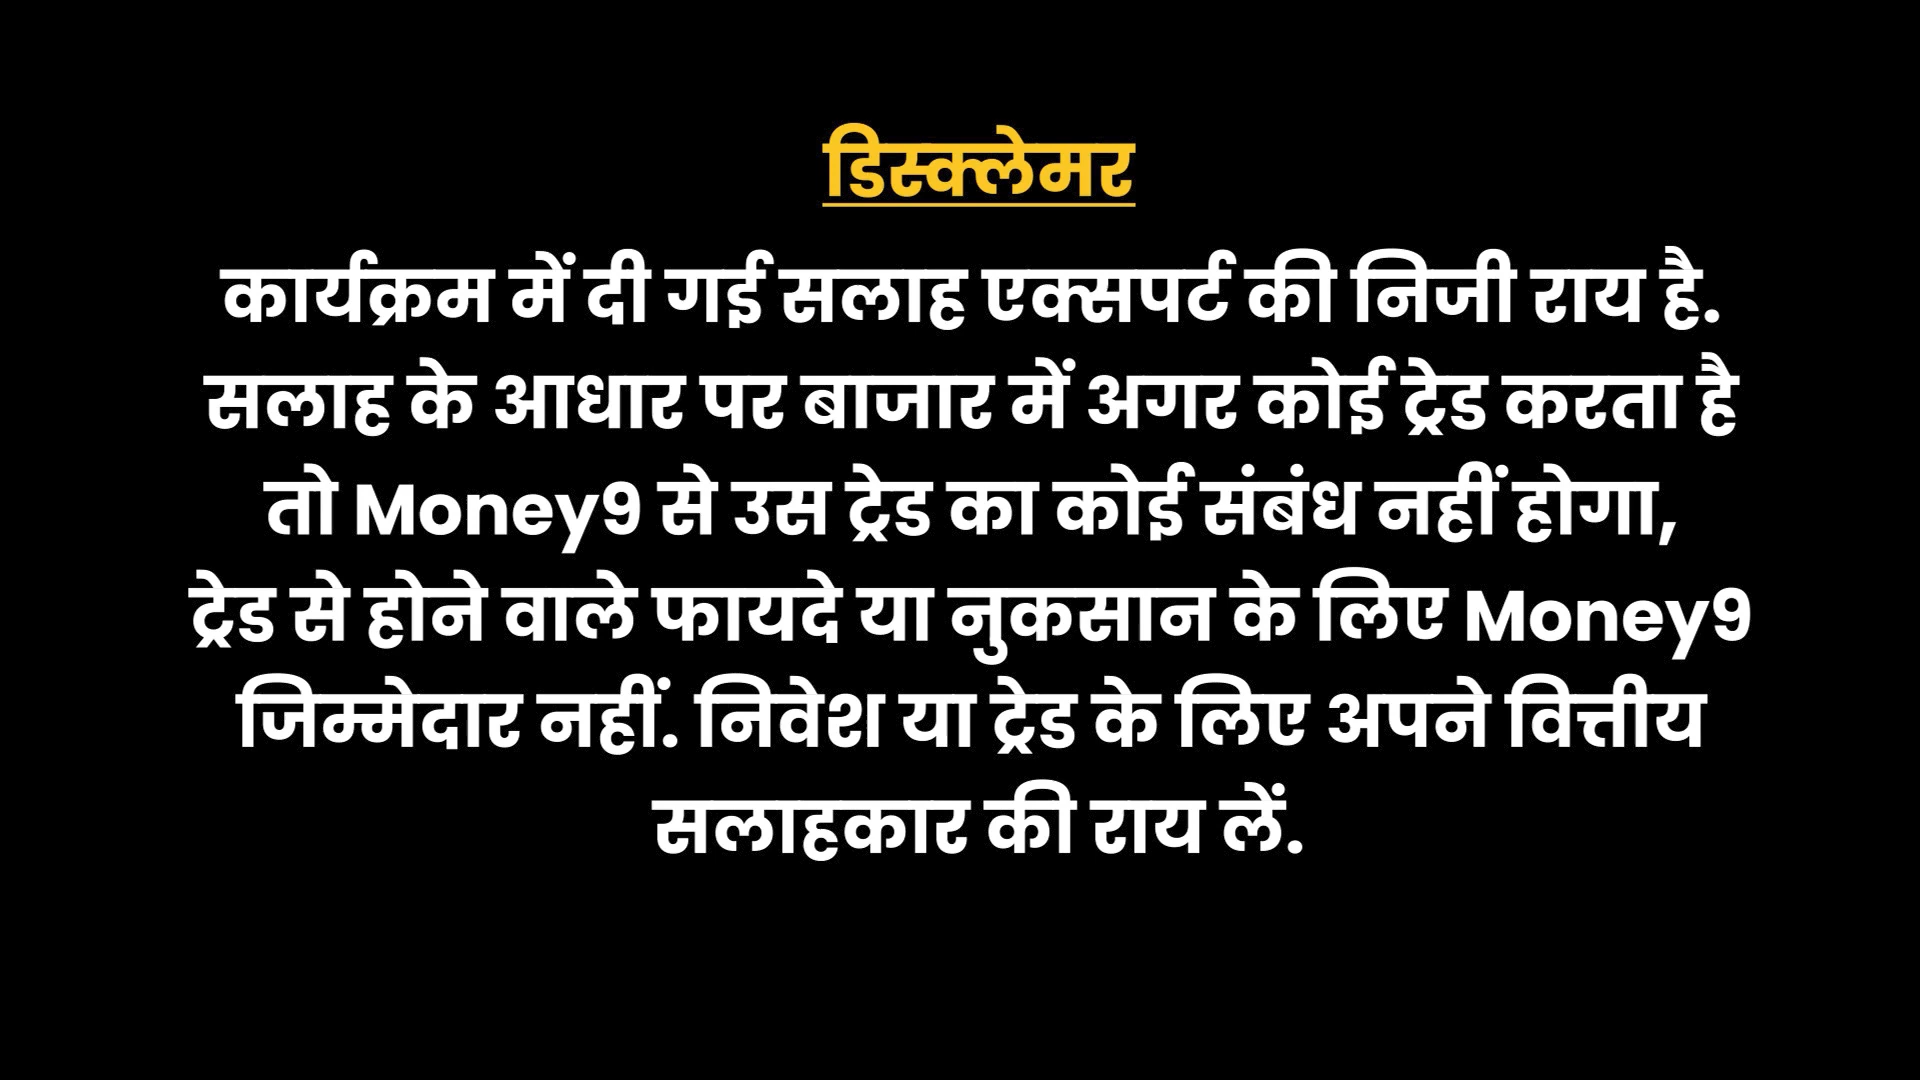 डिस्क्लेमर
कार्यक्रम में दी गई सलाह एक्सपर्ट की निजी राय है.
सलाह के आधार पर बाजार में अगर कोई ट्रेड करता है
तो Money9 से उस ट्रेड का कोई संबंध नहीं होगा,
ट्रेड से होने वाले फायदे या नुकसान के लिए Money9
जिम्मेदार नहीं. निवेश या ट्रेड के लिए अपने वित्तीय
सलाहकार की राय लें.